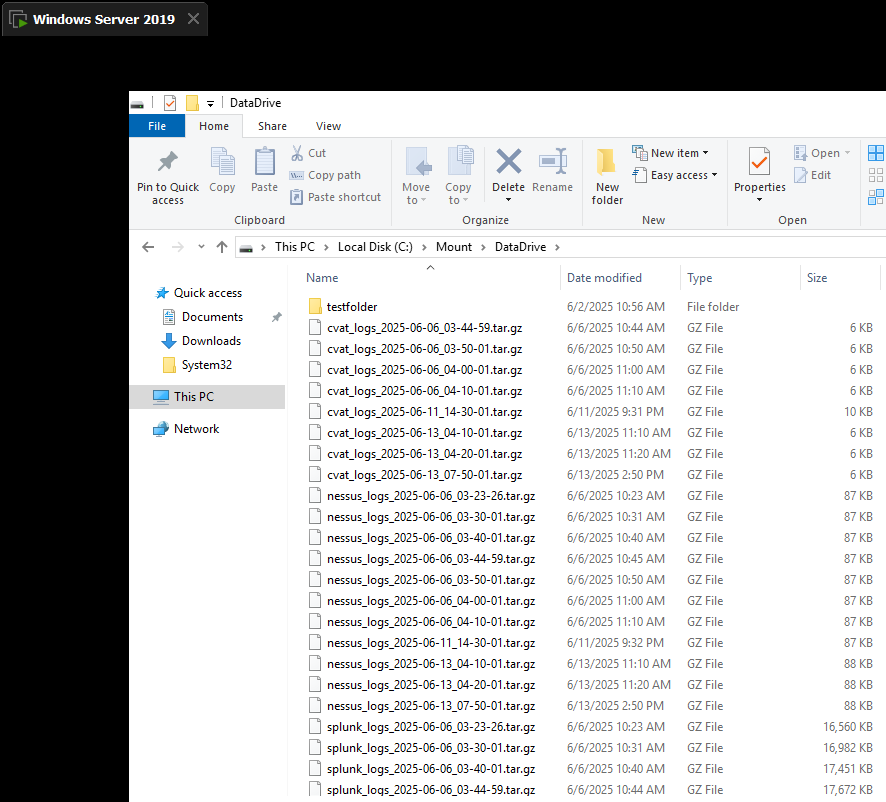 Windows Server 2019
DataDrive
File Home Share View
Pin to Quick access
Copy
Paste
Cut
Copy path
Paste shortcut
Clipboard
Move to
Copy to
Delete
Rename
Organize
New folder
New item
Easy access
New
Properties
Open
Edit
Open
This PC Local Disk (C:) Mount DataDrive
Quick access
Documents
Downloads
System32
This PC
Network
Name Date modified Type Size
testfolder 6/2/2025 10:56 AM File folder
cvat_logs_2025-06-06_03-44-59.tar.gz 6/6/2025 10:44 AM GZ File 6 KB
cvat_logs_2025-06-06_03-50-01.tar.gz 6/6/2025 10:50 AM GZ File 6 KB
cvat_logs_2025-06-06_04-00-01.tar.gz 6/6/2025 11:00 AM GZ File 6 KB
cvat_logs_2025-06-06_04-10-01.tar.gz 6/6/2025 11:10 AM GZ File 6 KB
cvat_logs_2025-06-11_14-30-01.tar.gz 6/11/2025 9:31 PM GZ File 10 KB
cvat_logs_2025-06-13_04-10-01.tar.gz 6/13/2025 11:10 AM GZ File 6 KB
cvat_logs_2025-06-13_04-20-01.tar.gz 6/13/2025 11:20 AM GZ File 6 KB
cvat_logs_2025-06-13_07-50-01.tar.gz 6/13/2025 2:50 PM GZ File 6 KB
nessus_logs_2025-06-06_03-23-26.tar.gz 6/6/2025 10:23 AM GZ File 87 KB
nessus_logs_2025-06-06_03-30-01.tar.gz 6/6/2025 10:31 AM GZ File 87 KB
nessus_logs_2025-06-06_03-40-01.tar.gz 6/6/2025 10:40 AM GZ File 87 KB
nessus_logs_2025-06-06_03-44-59.tar.gz 6/6/2025 10:45 AM GZ File 87 KB
nessus_logs_2025-06-06_03-50-01.tar.gz 6/6/2025 10:50 AM GZ File 87 KB
nessus_logs_2025-06-06_04-00-01.tar.gz 6/6/2025 11:00 AM GZ File 87 KB
nessus_logs_2025-06-06_04-10-01.tar.gz 6/6/2025 11:10 AM GZ File 87 KB
nessus_logs_2025-06-11_14-30-01.tar.gz 6/11/2025 9:32 PM GZ File 87 KB
nessus_logs_2025-06-13_04-10-01.tar.gz 6/13/2025 11:10 AM GZ File 88 KB
nessus_logs_2025-06-13_04-20-01.tar.gz 6/13/2025 11:20 AM GZ File 88 KB
nessus_logs_2025-06-13_07-50-01.tar.gz 6/13/2025 2:50 PM GZ File 88 KB
splunk_logs_2025-06-06_03-23-26.tar.gz 6/6/2025 10:23 AM GZ File 16,560 KB
splunk_logs_2025-06-06_03-30-01.tar.gz 6/6/2025 10:31 AM GZ File 16,982 KB
splunk_logs_2025-06-06_03-40-01.tar.gz 6/6/2025 10:40 AM GZ File 17,451 KB
splunk_logs_2025-06-06_03-44-59.tar.gz 6/6/2025 10:44 AM GZ File 17,672 KB